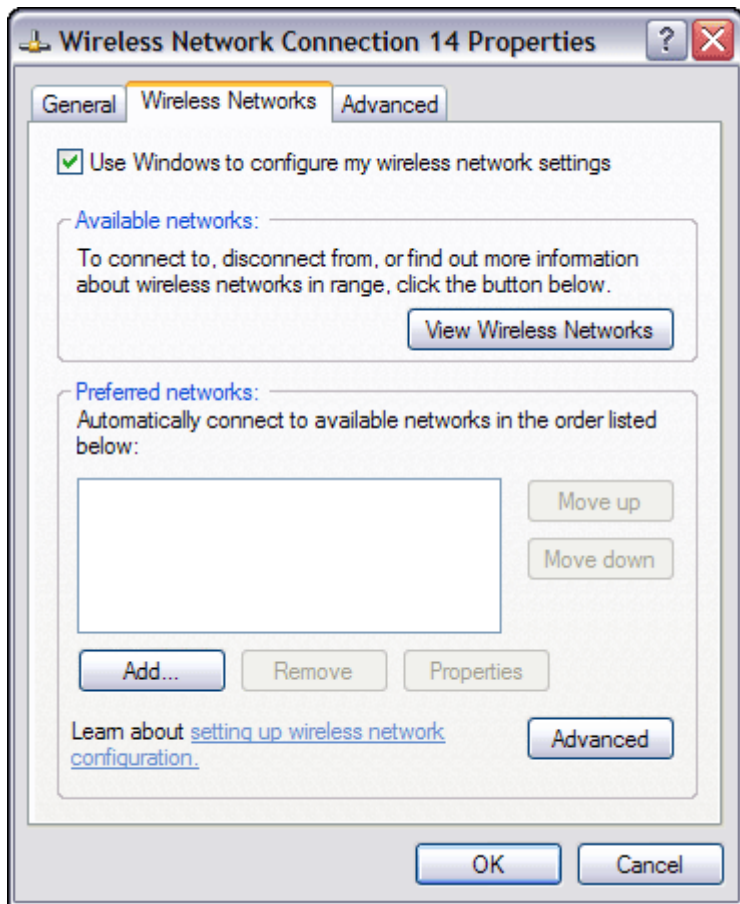 Wireless Network Connection 14 Properties
?
General
Wireless Networks
Advanced
Use Windows to configure my wireless network settings
Available networks:
To connect to, disconnect from, or find out more information
about wireless networks in range, click the button below.
View Wireless Networks
Preferred networks:
Automatically connect to available networks in the order listed
below:
Move up
Move down
Add...
Remove
Properties
Learn about setting up wireless network
configuration.
Advanced
OK
Cancel